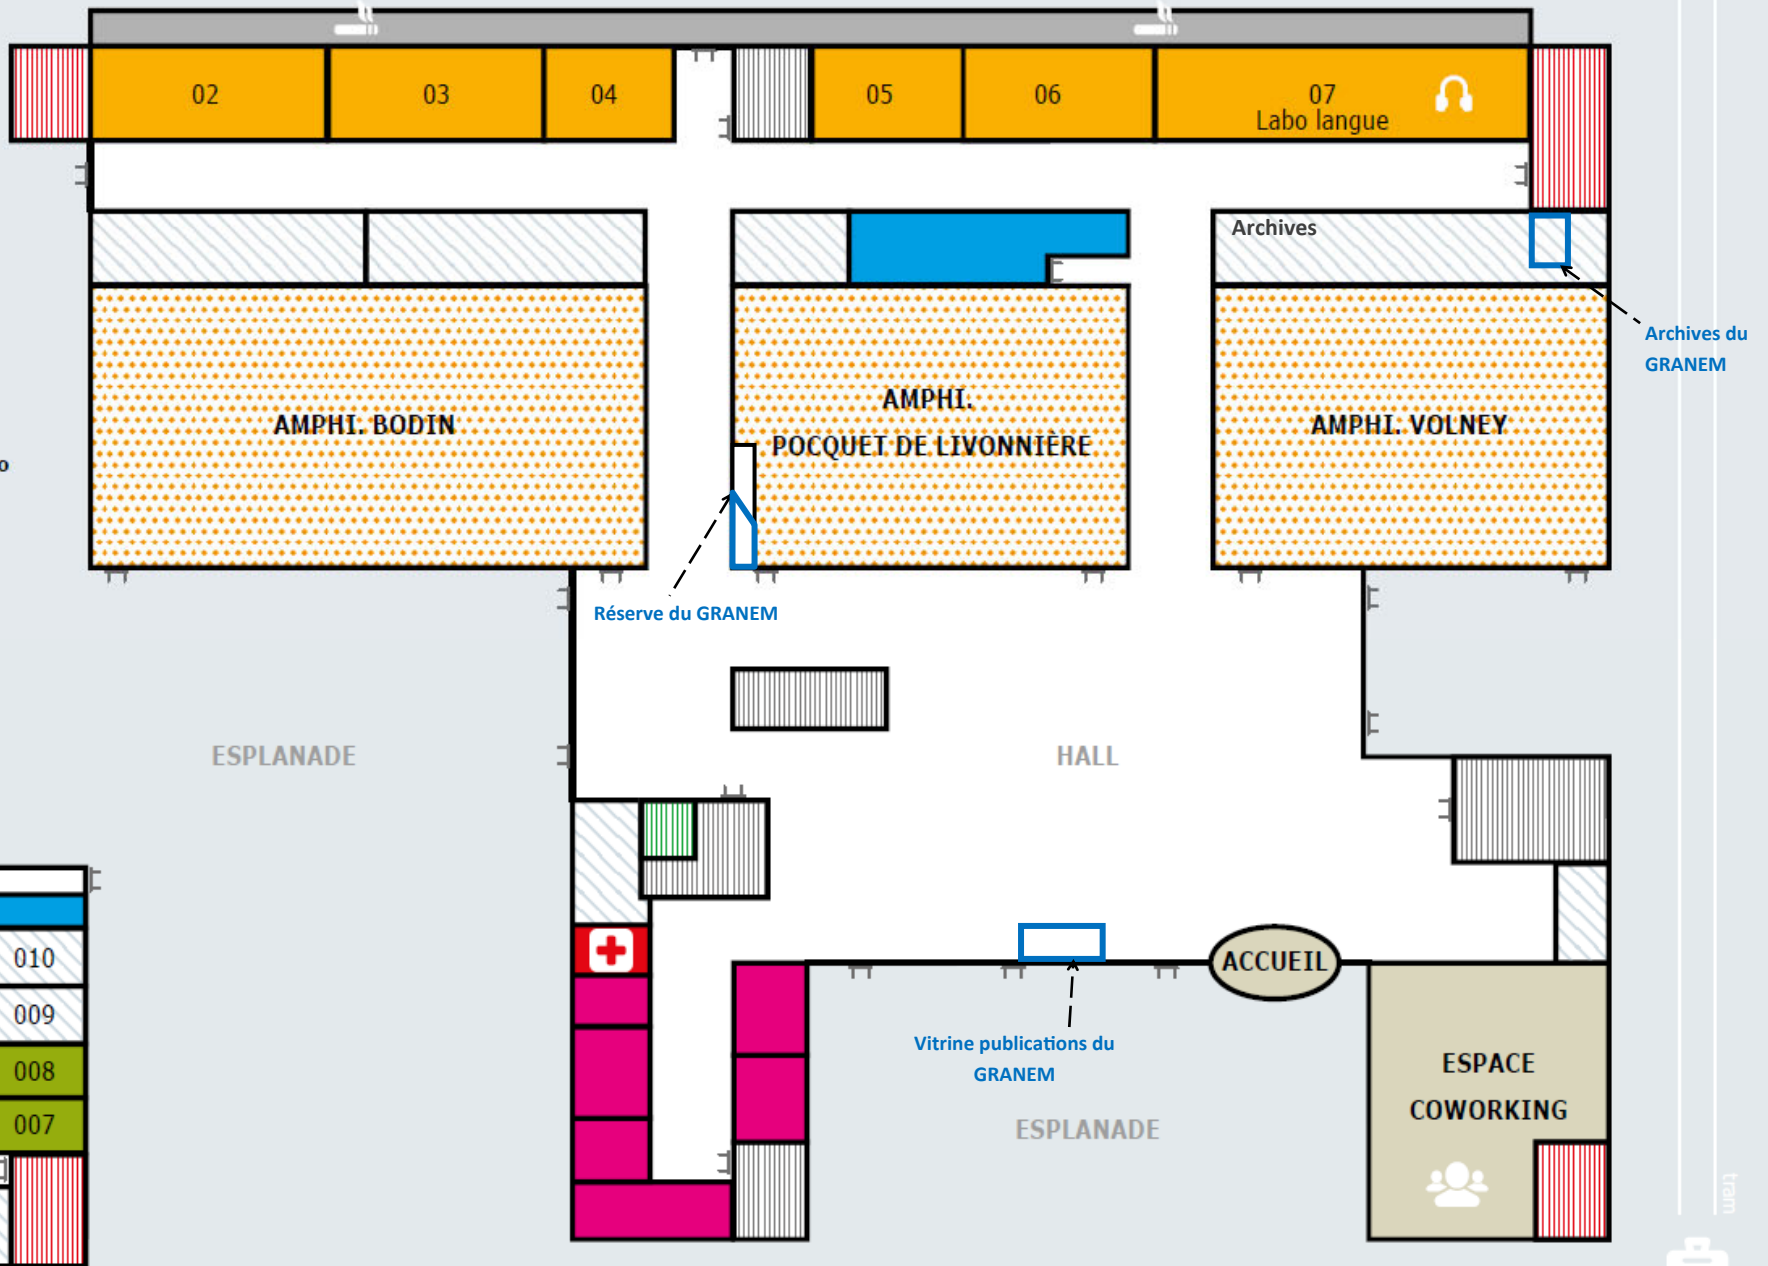 02
03
04
05
06
07
Labo langue
Archives
Archives du
GRANEM
AMPHI. BODIN
AMPHI.
POCQUET DE LIVONNIÈRE
AMPHI. VOLNEY
Réserve du GRANEM
ESPLANADE
HALL
010
009
008
007
ACCUEIL
Vitrine publications du
GRANEM
ESPLANADE
ESPACE
COWORKING
tram